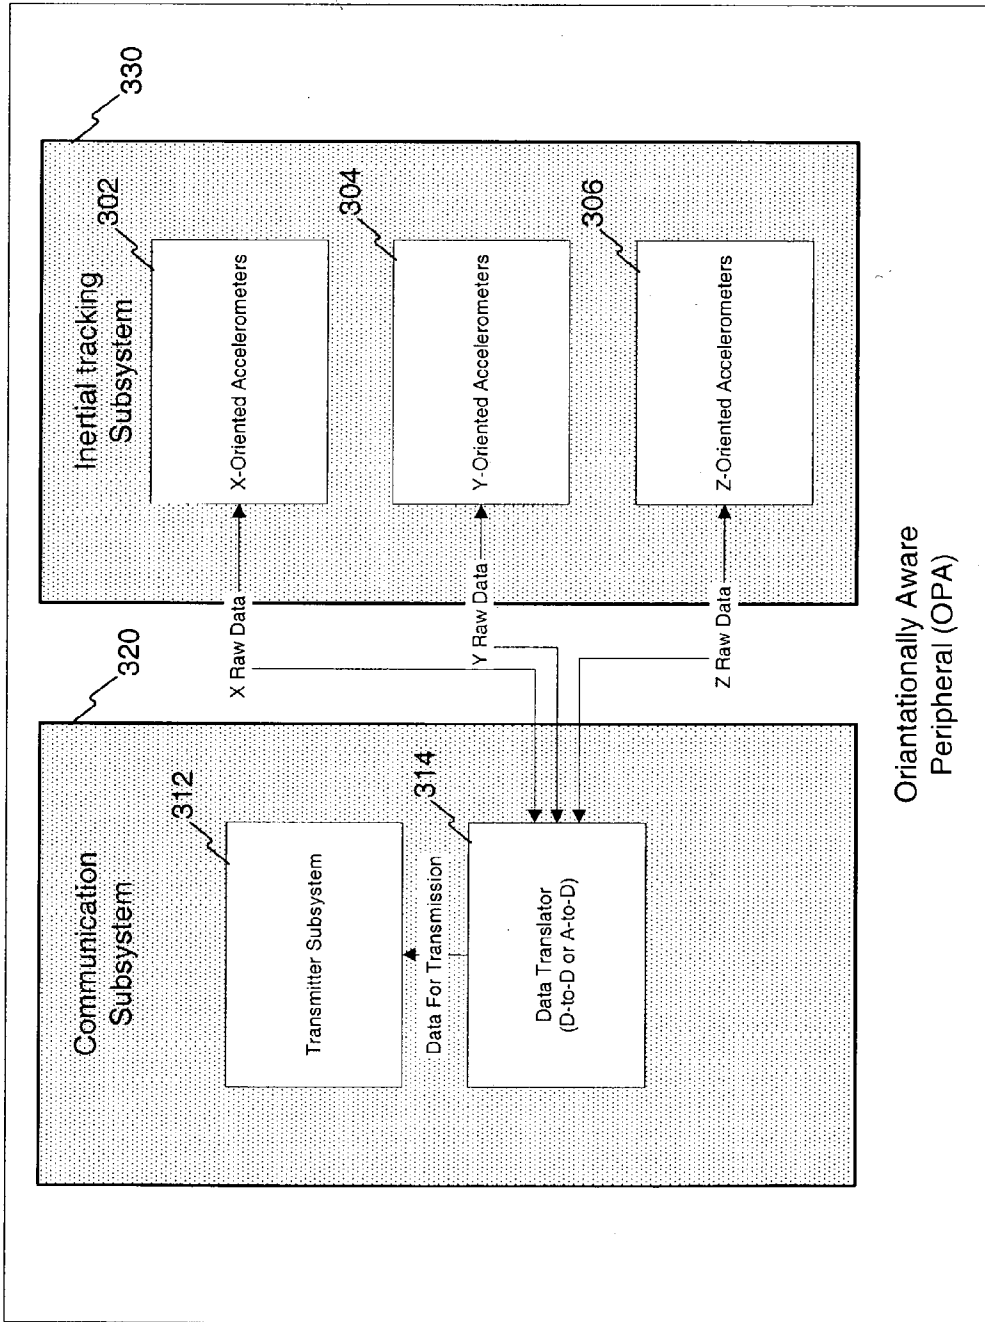 Communication
Subsystem
320
312
Transmitter Subsystem
Data For Transmission
314
Data Translator
(D-to-D or A-to-D)
X Raw Data
Y Raw Data
Z Raw Data
Inertial tracking
Subsystem
330
302
X-Oriented Accelerometers
304
Y-Oriented Accelerometers
306
Z-Oriented Accelerometers
Oriantationally Aware
Peripheral (OPA)